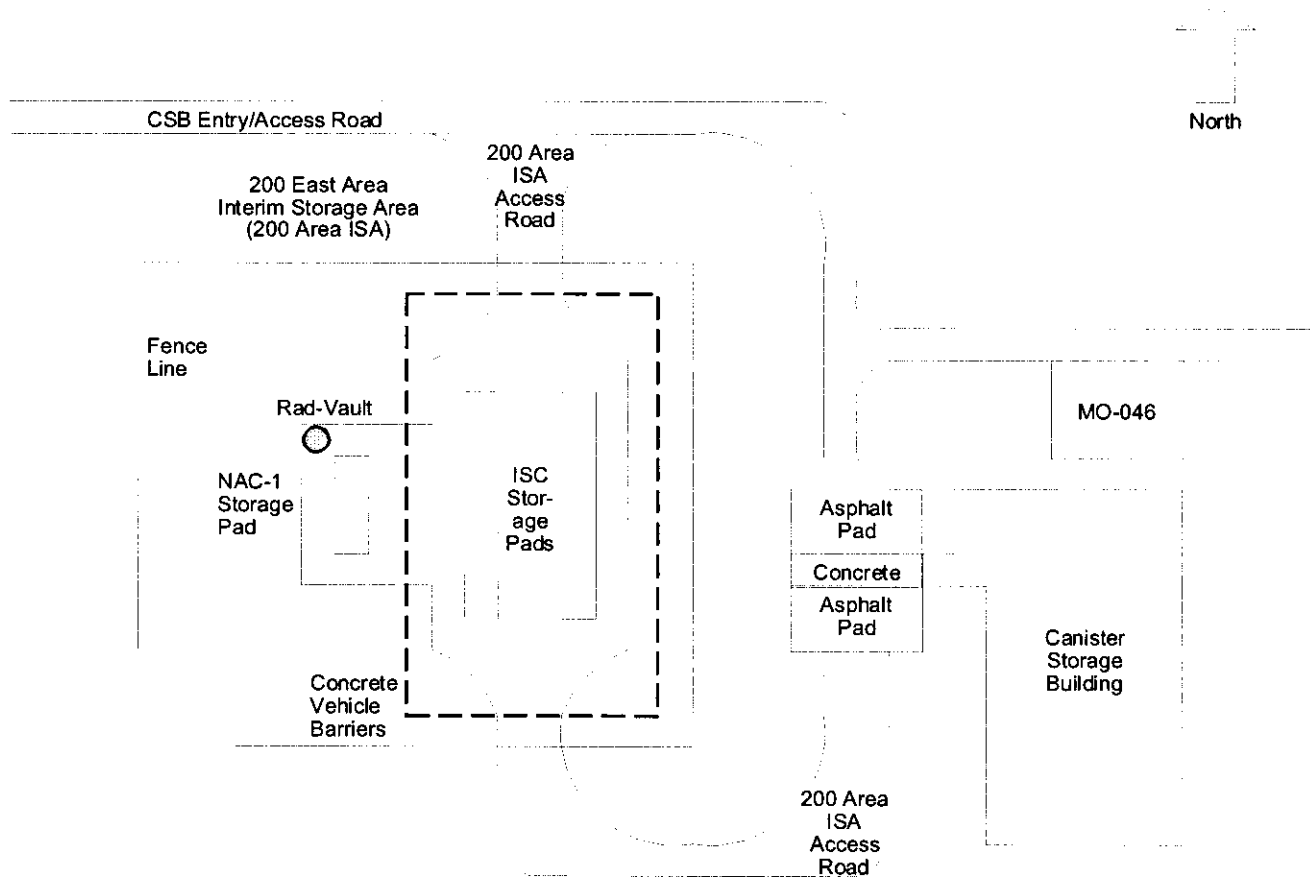 CSB Entry/Access Road
North
200 Area
ISA
Access
Road
200 East Area
Interim Storage Area
(200 Area ISA)
Fence
Line
Rad-Vault
MO-046
NAC-1
Storage
Pad
ISC
Stor-
age
Pads
Asphalt
Pad
Concrete
Asphalt
Pad
Canister
Storage
Building
Concrete
Vehicle
Barriers
200 Area
ISA
Access
Road